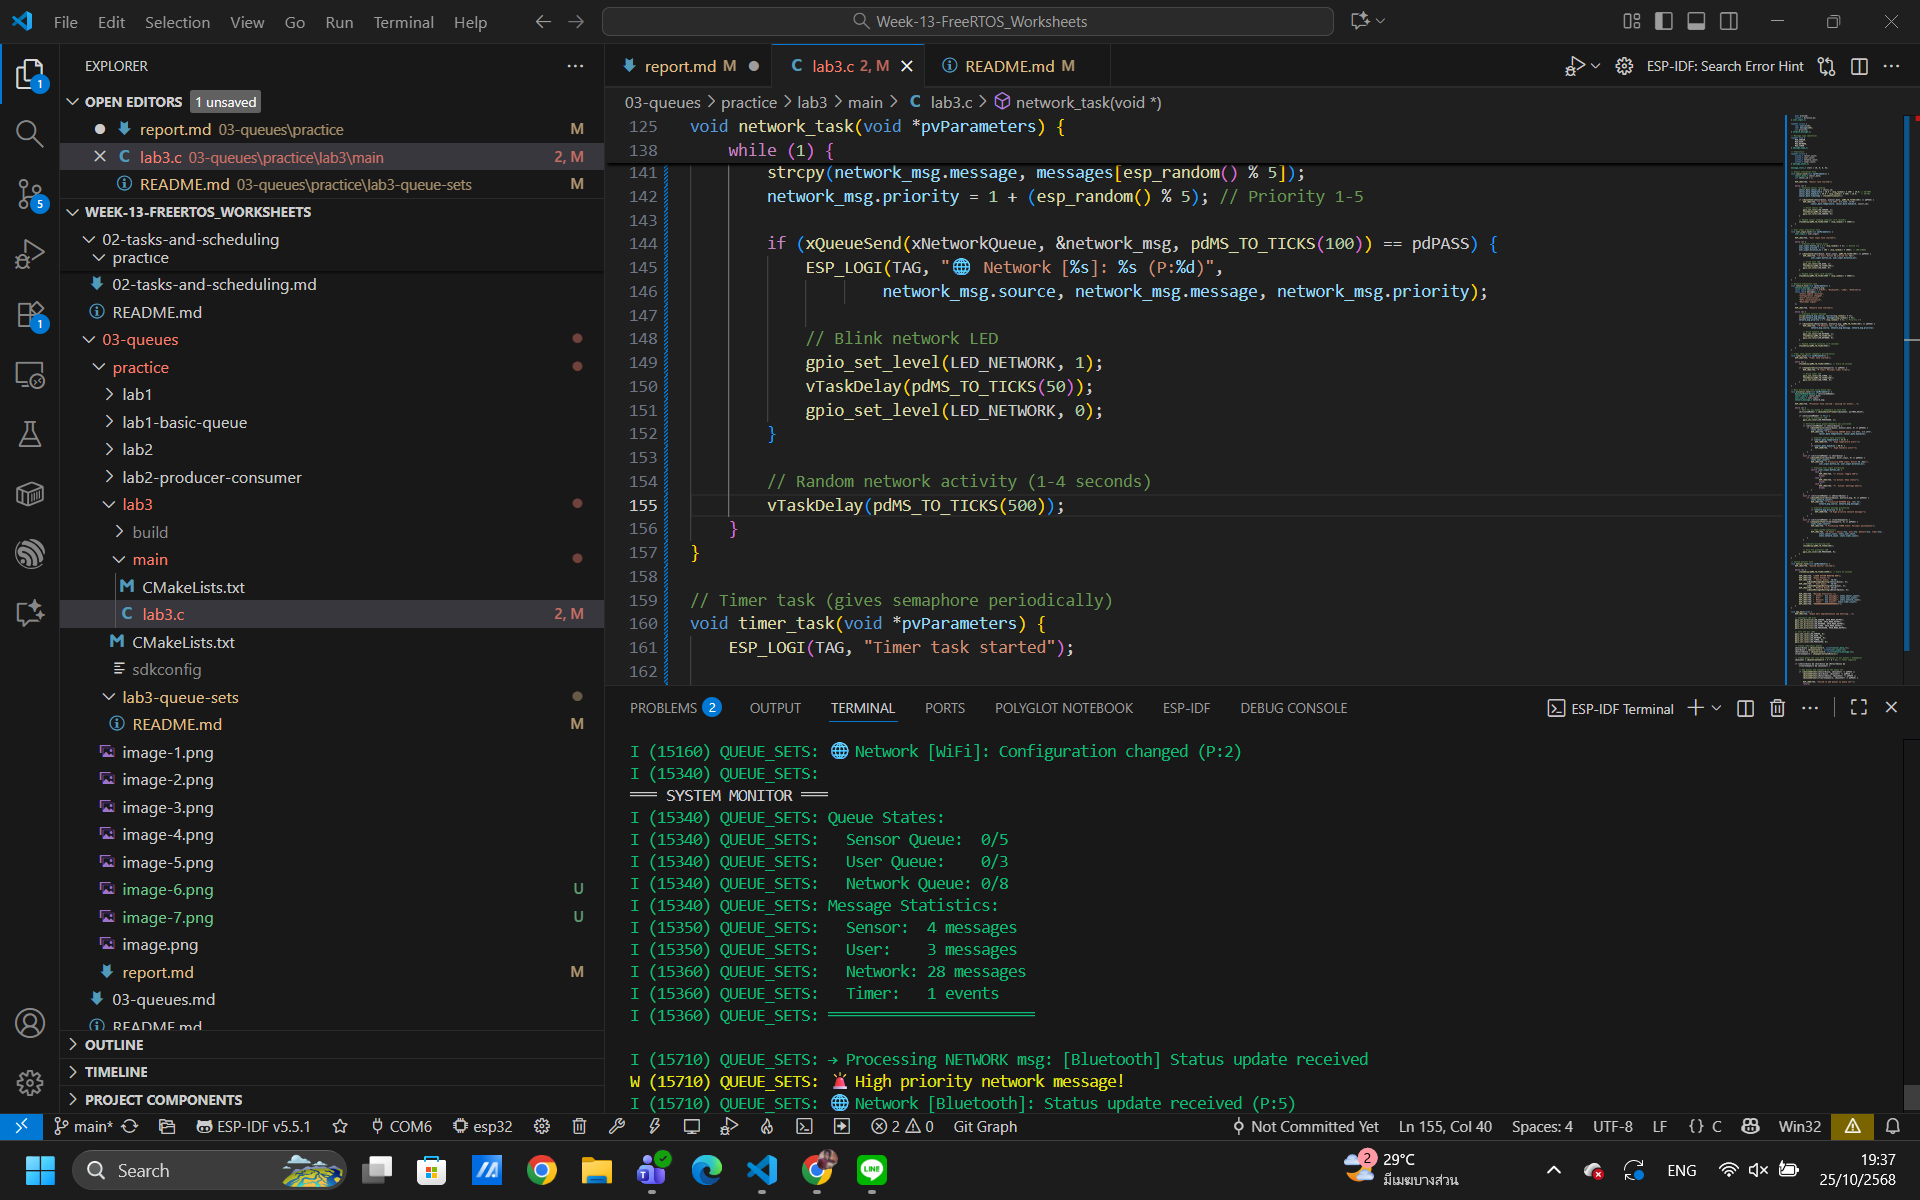 File Edit Selection View Go Run Terminal Help
Week-13-FreeRTOS_Worksheets
EXPLORER
OPEN EDITORS 1 unsaved
report.md 03-queues\practice M
lab3.c 03-queues\practice\lab3\main 2, M
README.md 03-queues\practice\lab3-queue-sets M
WEEK-13-FREERTOS_WORKSHEETS
02-tasks-and-scheduling
practice
02-tasks-and-scheduling.md
README.md
03-queues
practice
lab1
lab1-basic-queue
lab2
lab2-producer-consumer
lab3
build
main
CMakeLists.txt
lab3.c 2, M
CMakeLists.txt
sdkconfig
lab3-queue-sets
README.md M
image-1.png
image-2.png
image-3.png
image-4.png
image-5.png
image-6.png U
image-7.png U
image.png
report.md M
03-queues.md
README.md
OUTLINE
TIMELINE
PROJECT COMPONENTS
1
5
1
report.md M
lab3.c 2, M
README.md M
ESP-IDF: Search Error Hint
03-queues > practice > lab3 > main > C lab3.c > network_task(void *)
125 void network_task(void *pvParameters) {
138 while (1) {
141 strcpy(network_msg.message, messages[esp_random() % 5]);
142 network_msg.priority = 1 + (esp_random() % 5); // Priority 1-5
143
144 if (xQueueSend(xNetworkQueue, &network_msg, pdMS_TO_TICKS(100)) == pdPASS) {
145 ESP_LOGI(TAG, "🌐 Network [%s]: %s (P:%d)",
146 network_msg.source, network_msg.message, network_msg.priority);
147
148 // Blink network LED
149 gpio_set_level(LED_NETWORK, 1);
150 vTaskDelay(pdMS_TO_TICKS(50));
151 gpio_set_level(LED_NETWORK, 0);
152 }
153
154 // Random network activity (1-4 seconds)
155 vTaskDelay(pdMS_TO_TICKS(500));
156 }
157 }
158
159 // Timer task (gives semaphore periodically)
160 void timer_task(void *pvParameters) {
161 ESP_LOGI(TAG, "Timer task started");
162
PROBLEMS 2 OUTPUT TERMINAL PORTS POLYGLOT NOTEBOOK ESP-IDF DEBUG CONSOLE
ESP-IDF Terminal
I (15160) QUEUE_SETS: 🌐 Network [WiFi]: Configuration changed (P:2)
I (15340) QUEUE_SETS:
═══ SYSTEM MONITOR ═══
I (15340) QUEUE_SETS: Queue States:
I (15340) QUEUE_SETS:   Sensor Queue:  0/5
I (15340) QUEUE_SETS:   User Queue:    0/3
I (15340) QUEUE_SETS:   Network Queue: 0/8
I (15340) QUEUE_SETS: Message Statistics:
I (15350) QUEUE_SETS:   Sensor:  4 messages
I (15350) QUEUE_SETS:   User:    3 messages
I (15360) QUEUE_SETS:   Network: 28 messages
I (15360) QUEUE_SETS:   Timer:   1 events
I (15360) QUEUE_SETS: ═══════════════════════
I (15710) QUEUE_SETS: → Processing NETWORK msg: [Bluetooth] Status update received
W (15710) QUEUE_SETS: 🚨 High priority network message!
I (15710) QUEUE_SETS: 🌐 Network [Bluetooth]: Status update received (P:5)
main* ESP-IDF v5.5.1 COM6 esp32 2 0 Git Graph
Not Committed Yet Ln 155, Col 40 Spaces: 4 UTF-8 LF {} C Win32
Search
2
29°C
มีเมฆบางส่วน
ENG
19:37
25/10/2568